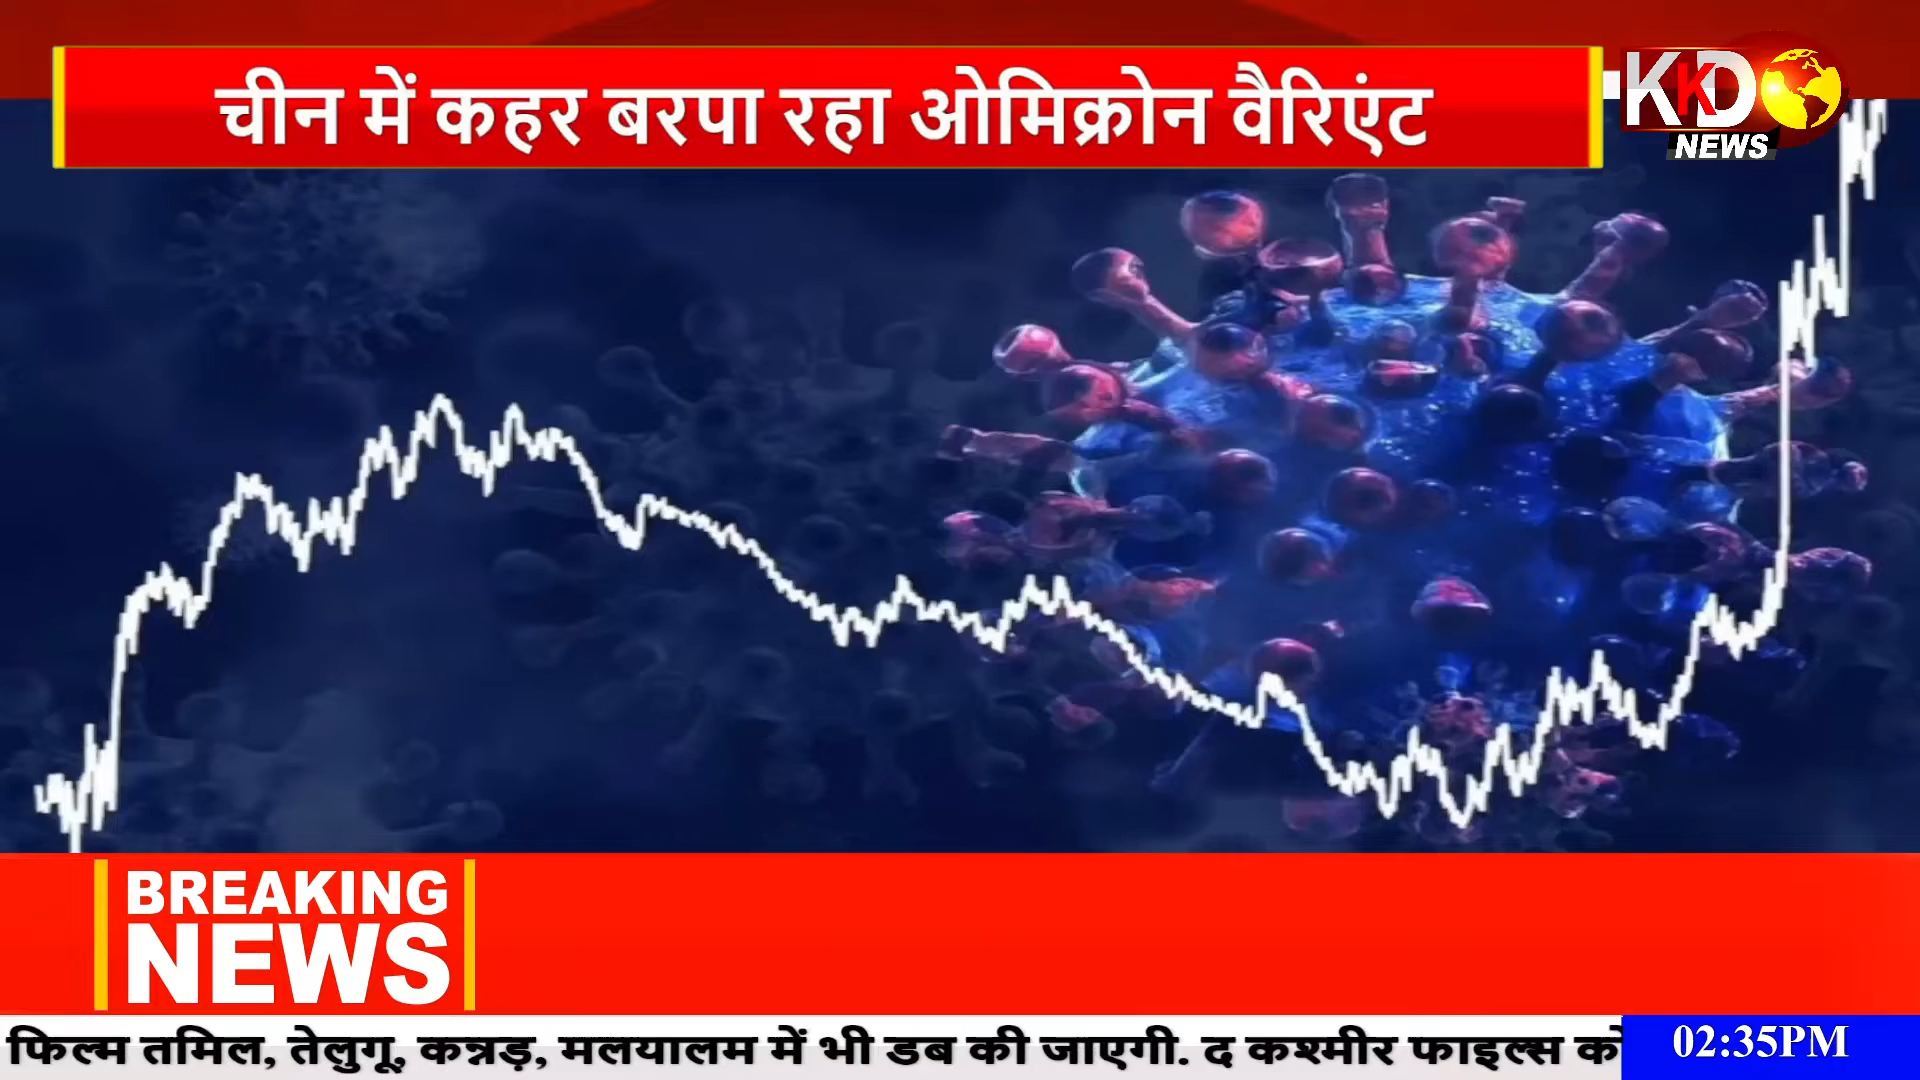 चीन में कहर बरपा रहा ओमिक्रोन वैरिएंट
KKD
NEWS
BREAKING
NEWS
फिल्म तमिल, तेलुगू, कन्नड़, मलयालम में भी डब की जाएगी. द कश्मीर फाइल्स को
02:35PM